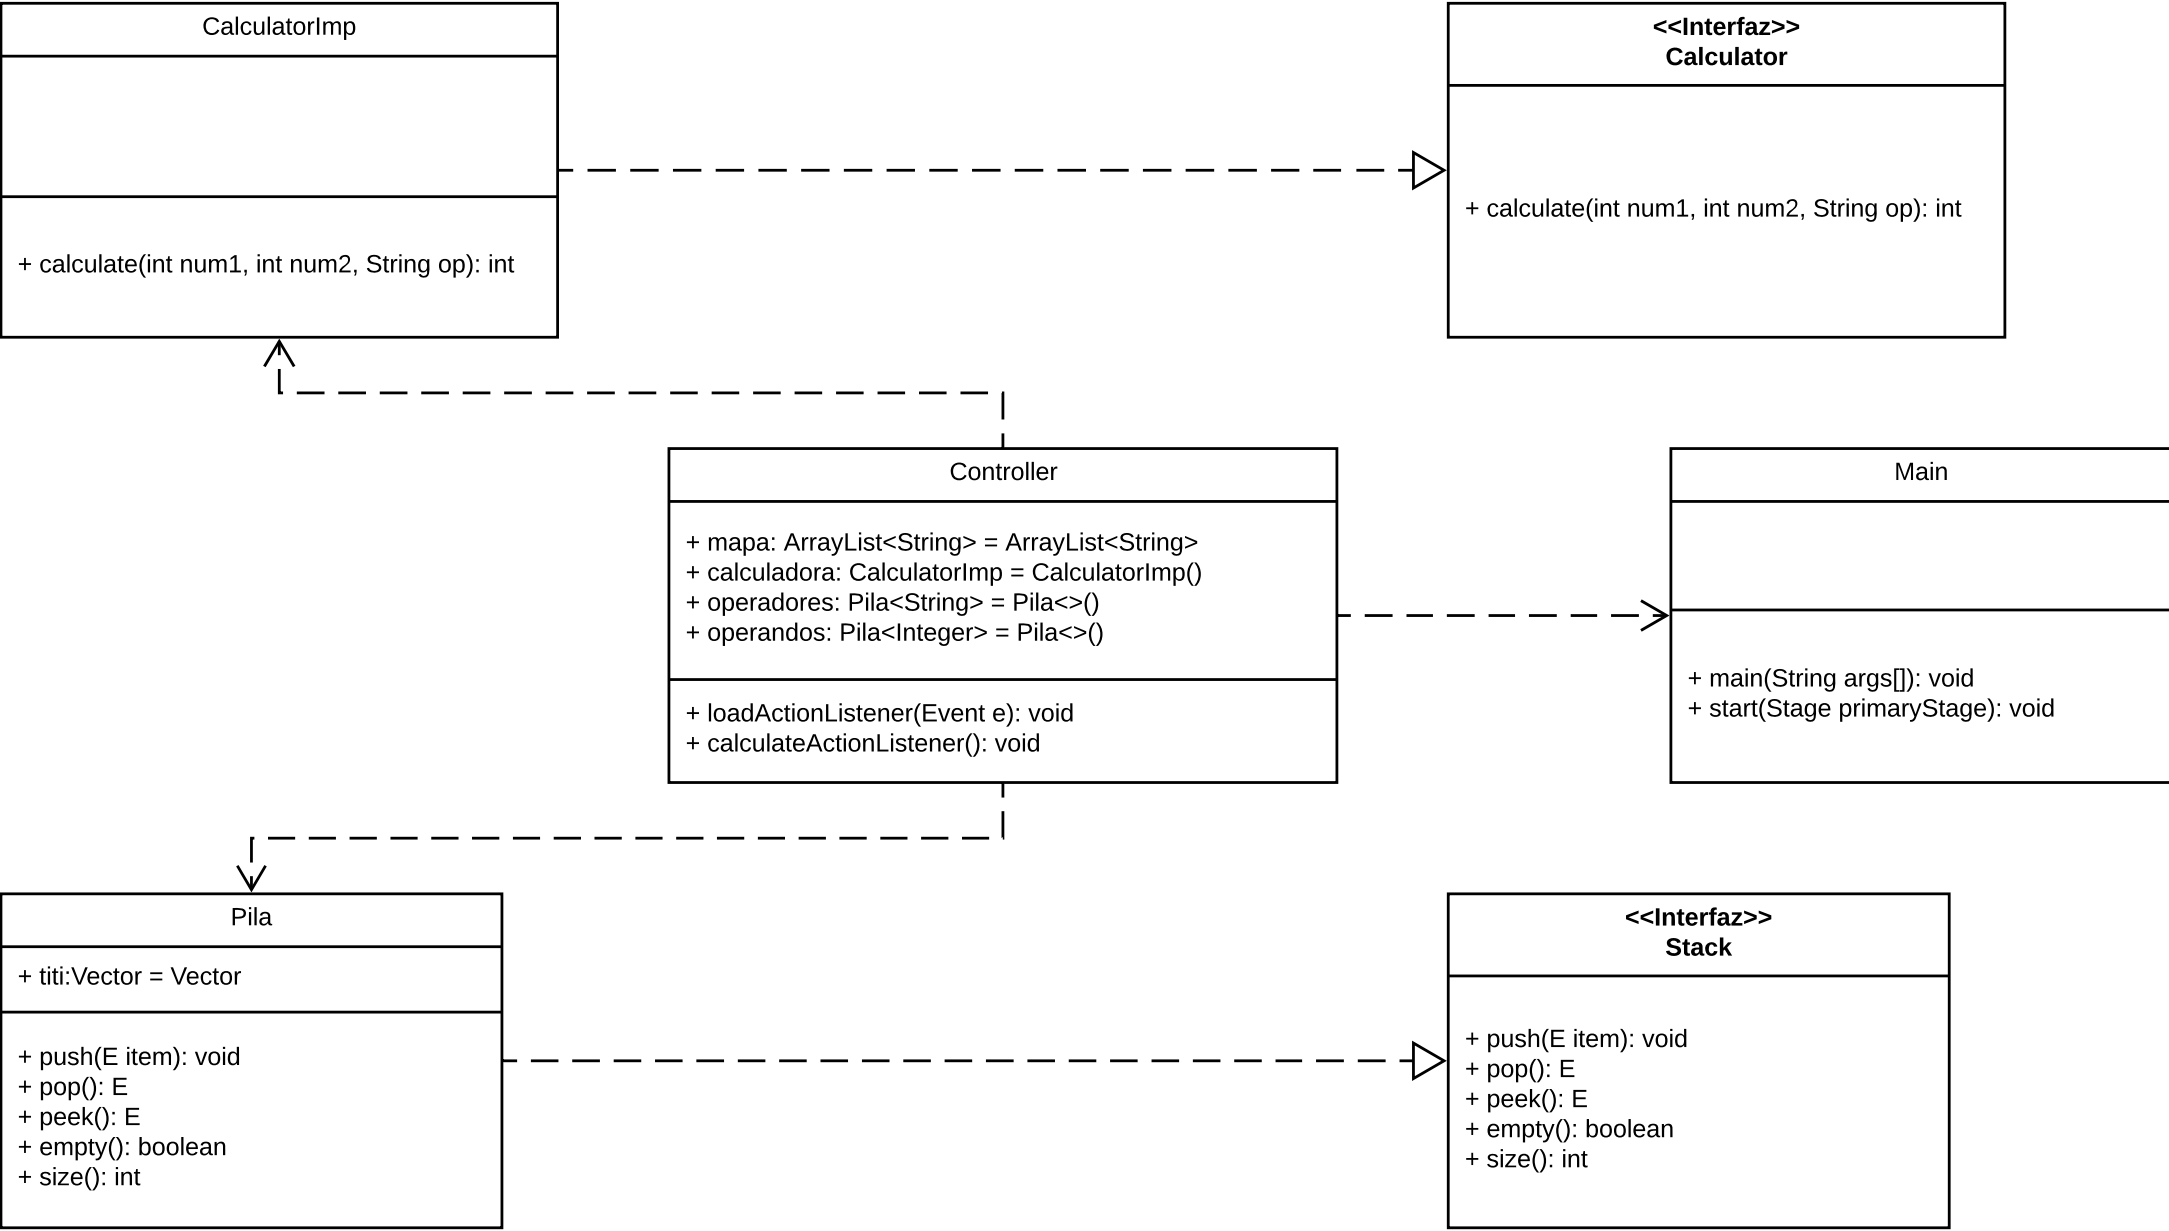 CalculatorImp
+ calculate(int num1, int num2, String op): int
<<Interfaz>>
Calculator
+ calculate(int num1, int num2, String op): int
Controller
+ mapa: ArrayList<String> = ArrayList<String>
+ calculadora: CalculatorImp = CalculatorImp()
+ operadores: Pila<String> = Pila<>()
+ operandos: Pila<Integer> = Pila<>()
+ loadActionListener(Event e): void
+ calculateActionListener(): void
Main
+ main(String args[]): void
+ start(Stage primaryStage): void
Pila
+ titi:Vector = Vector
+ push(E item): void
+ pop(): E
+ peek(): E
+ empty(): boolean
+ size(): int
<<Interfaz>>
Stack
+ push(E item): void
+ pop(): E
+ peek(): E
+ empty(): boolean
+ size(): int